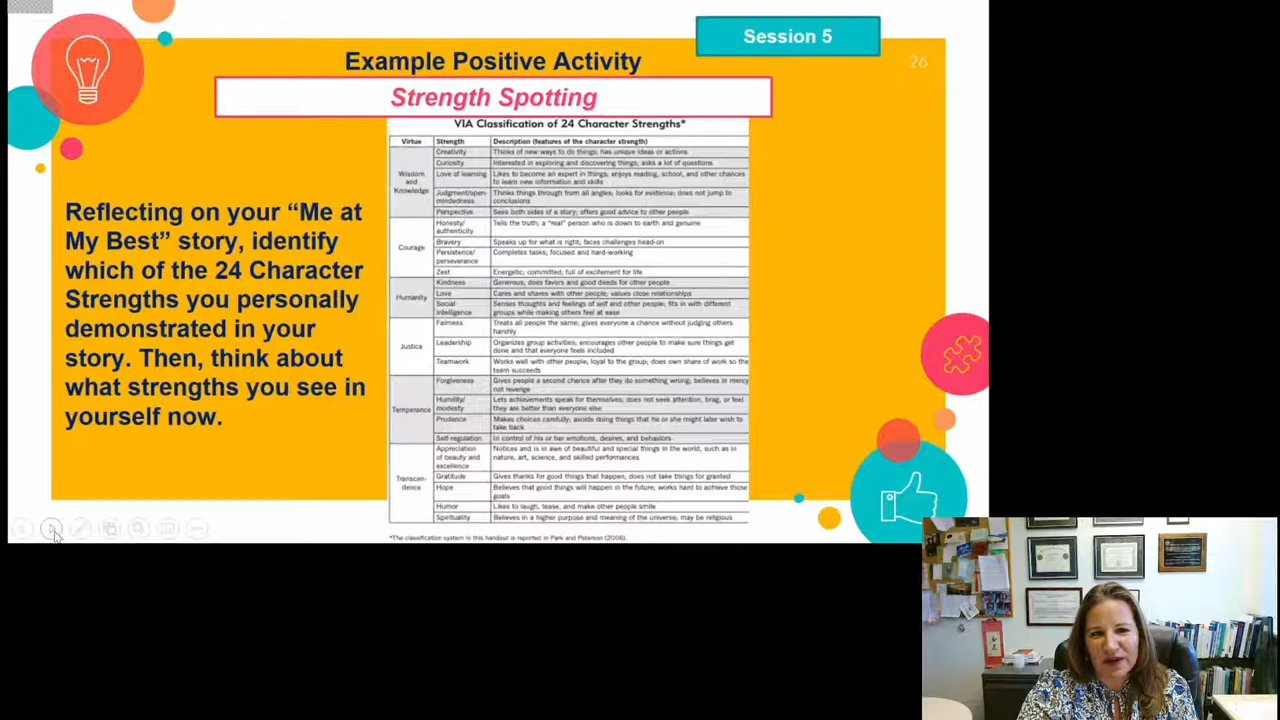 Session 5
26
Example Positive Activity
Strength Spotting
VIA Classification of 24 Character Strengths*
Reflecting on your “Me at
My Best” story, identify
which of the 24 Character
Strengths you personally
demonstrated in your
story. Then, think about
what strengths you see in
yourself now.
Virtue Strength Description (features of the character strength)
Wisdom
and
Knowledge
Creativity Thinks of new ways to do things; has unique ideas or actions
Curiosity Interested in exploring and discovering things; asks a lot of questions
Love of learning Likes to become an expert in things; enjoys reading, school, and other chances
to learn new information and skills
Judgment/open-
mindedness
Thinks things through from all angles; looks for evidence; does not jump to
conclusions
Perspective Sees both sides of a story; offers good advice to other people
Courage
Honesty/
authenticity
Tells the truth; a “real” person who is down to earth and genuine
Bravery Speaks up for what is right; faces challenges head-on
Persistence/
perseverance
Completes tasks; focused and hard-working
Zest Energetic; committed; full of excitement for life
Humanity
Kindness Generous; does favors and good deeds for other people
Love Cares and shares with other people; values close relationships
Social
intelligence
Senses thoughts and feelings of self and other people; fits in with different
groups while making others feel at ease
Justice
Fairness Treats all people the same; gives everyone a chance without judging others
harshly
Leadership Organizes group activities; encourages other people to make sure things get
done and that everyone feels included
Teamwork Works well with other people; loyal to the group; does own share of work so the
team succeeds
Temperance
Forgiveness Gives people a second chance after they do something wrong; believes in mercy
not revenge
Humility/
modesty
Lets achievements speak for themselves; does not seek attention, brag, or feel
they are better than everyone else
Prudence Makes choices carefully; avoids doing things that he or she might later wish to
take back
Self-regulation In control of his or her emotions, desires, and behaviors
Transcen-
dence
Appreciation
of beauty and
excellence
Notices and is in awe of beautiful and special things in the world, such as in
nature, art, science, and skilled performances
Gratitude Gives thanks for good things that happen; does not take things for granted
Hope Believes that good things will happen in the future; works hard to achieve those
goals
Humor Likes to laugh, tease, and make other people smile
Spirituality Believes in a higher purpose and meaning of the universe; may be religious
*The classification system in this handout is reported in Park and Peterson (2006).